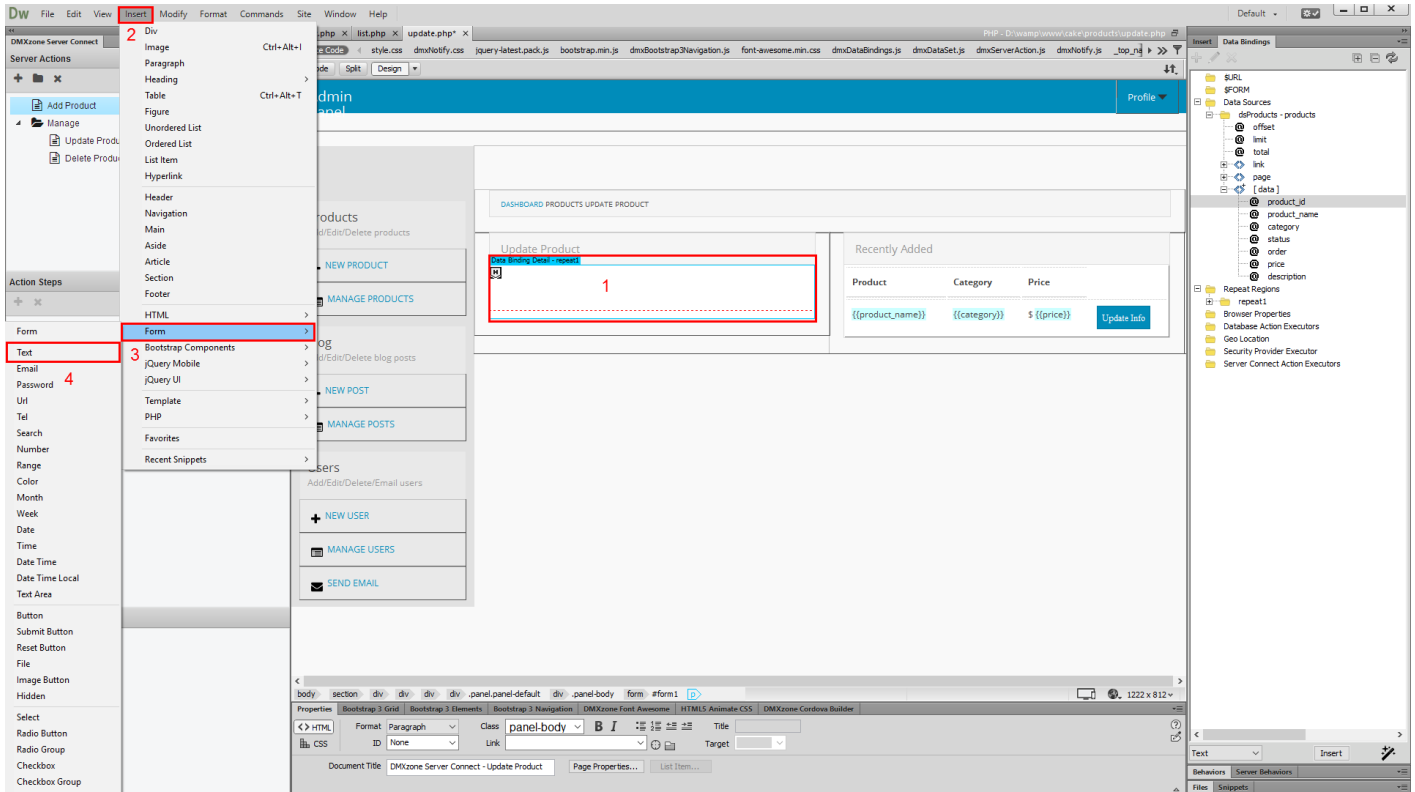 Dw File Edit View Insert Modify Format Commands Site Window Help Default
DMXzone Server Connect
Server Actions
Add Product
Manage
Update Produ
Delete Produ
Action Steps
2
Div
Image Ctrl+Alt+I
Paragraph
Heading
Table Ctrl+Alt+T
Figure
Unordered List
Ordered List
List Item
Hyperlink
Header
Navigation
Main
Aside
Article
Section
Footer
HTML
Form
3
Bootstrap Components
jQuery Mobile
jQuery UI
Template
PHP
Favorites
Recent Snippets
Form
Text
4
Email
Password
Url
Tel
Search
Number
Range
Color
Month
Week
Date
Time
Date Time
Date Time Local
Text Area
Button
Submit Button
Reset Button
File
Image Button
Hidden
Select
Radio Button
Radio Group
Checkbox
Checkbox Group
.php × list.php × update.php* × PHP - D:\wamp\www\cake\products\update.php
e Code style.css dmxNotify.css jquery-latest.pack.js bootstrap.min.js dmxBootstrap3Navigation.js font-awesome.min.css dmxDataBindings.js dmxDataSet.js dmxServerAction.js dmxNotify.js _top_na
de Split Design
dmin
anel
Profile
roducts
d/Edit/Delete products
NEW PRODUCT
MANAGE PRODUCTS
og
d/Edit/Delete blog posts
NEW POST
MANAGE POSTS
sers
Add/Edit/Delete/Email users
NEW USER
MANAGE USERS
SEND EMAIL
DASHBOARD PRODUCTS UPDATE PRODUCT
Update Product
Data Binding Detail - repeat1
H
1
Recently Added
Product Category Price
{{product_name}} {{category}} $ {{price}} Update Info
body section div div div div .panel.panel-default div .panel-body form #form1 p 1222 x 812
Properties Bootstrap 3 Grid Bootstrap 3 Elements Bootstrap 3 Navigation DMXzone Font Awesome HTML5 Animate CSS DMXzone Cordova Builder
<> HTML Format Paragraph Class panel-body B I Title
CSS ID None Link Target
Document Title DMXzone Server Connect - Update Product Page Properties... List Item...
Insert Data Bindings
$URL
$FORM
Data Sources
dsProducts - products
offset
limit
total
link
page
[ data ]
product_id
product_name
category
status
order
price
description
Repeat Regions
repeat1
Browser Properties
Database Action Executors
Geo Location
Security Provider Executor
Server Connect Action Executors
Text Insert
Behaviors Server Behaviors
Files Snippets